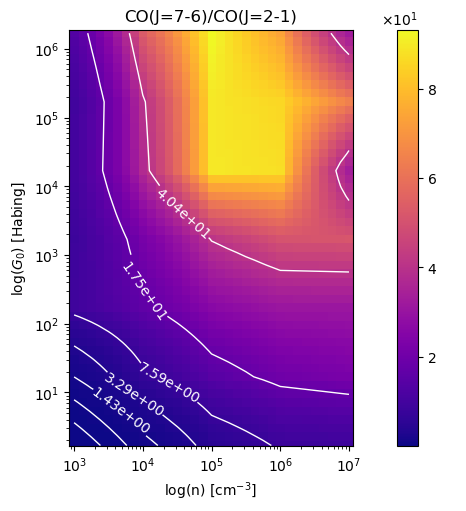 CO(J=7-6)/CO(J=2-1)
×10¹
10⁶
10⁵
10⁴
10³
10²
10¹
log(G₀) [Habing]
4.04e+01
1.75e+01
7.59e+00
3.29e+00
1.43e+00
8
6
4
2
10³ 10⁴ 10⁵ 10⁶ 10⁷
log(n) [cm⁻³]